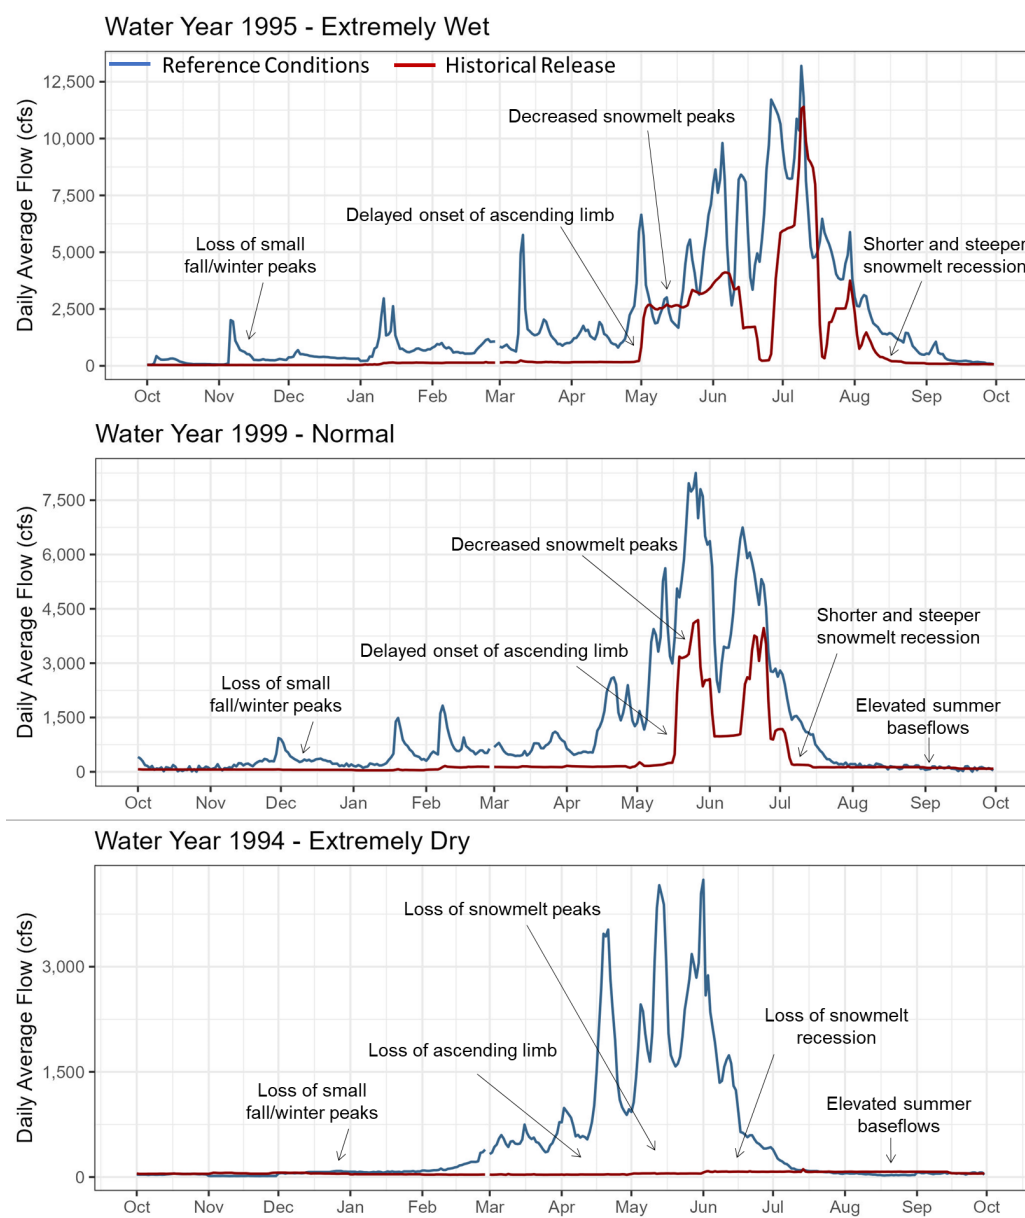 Water Year 1995 - Extremely Wet
Reference Conditions
Historical Release
Daily Average Flow (cfs)
12,500
10,000
7,500
5,000
2,500
0
Decreased snowmelt peaks
Delayed onset of ascending limb
Loss of small
fall/winter peaks
Shorter and steeper
snowmelt recession
Oct Nov Dec Jan Feb Mar Apr May Jun Jul Aug Sep Oct
Water Year 1999 - Normal
Daily Average Flow (cfs)
7,500
6,000
4,500
3,000
1,500
0
Decreased snowmelt peaks
Delayed onset of ascending limb
Loss of small
fall/winter peaks
Shorter and steeper
snowmelt recession
Elevated summer
baseflows
Oct Nov Dec Jan Feb Mar Apr May Jun Jul Aug Sep Oct
Water Year 1994 - Extremely Dry
Daily Average Flow (cfs)
3,000
1,500
0
Loss of snowmelt peaks
Loss of ascending limb
Loss of small
fall/winter peaks
Loss of snowmelt
recession
Elevated summer
baseflows
Oct Nov Dec Jan Feb Mar Apr May Jun Jul Aug Sep Oct